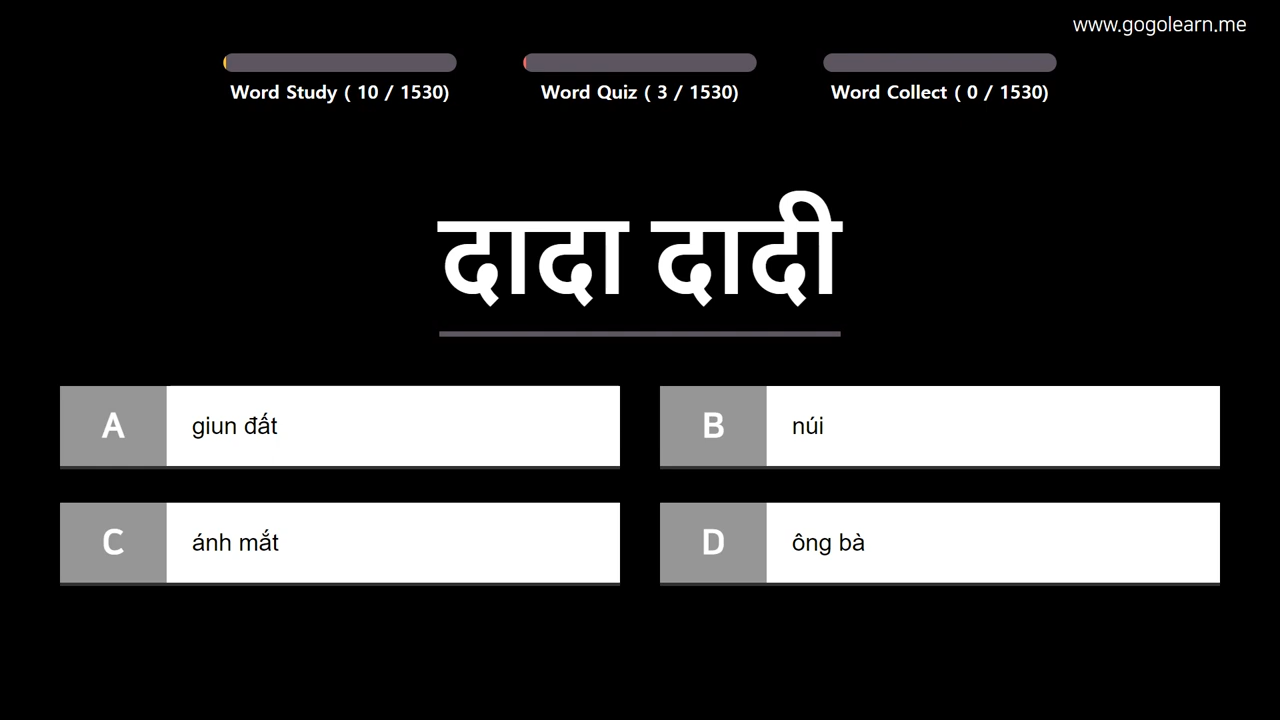 www.gogolearn.me
Word Study ( 10 / 1530)
Word Quiz ( 3 / 1530)
Word Collect ( 0 / 1530)
दादा दादी
A giun đất
B núi
C ánh mắt
D ông bà